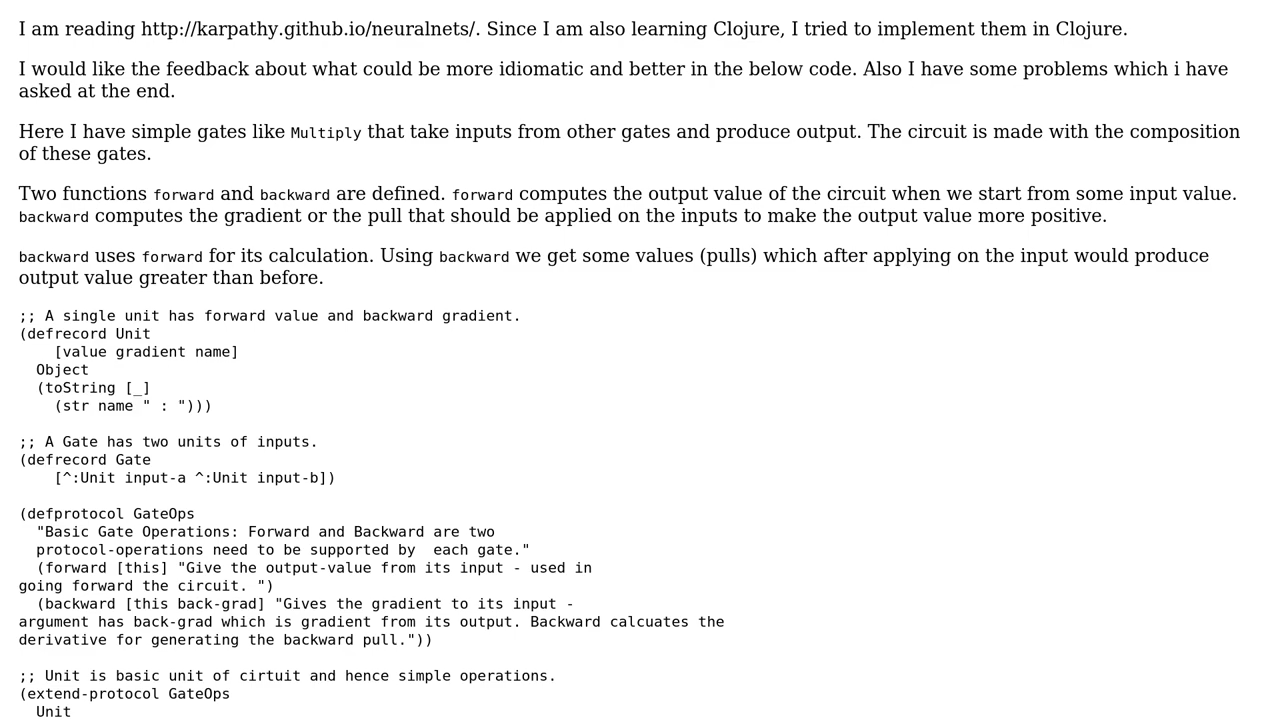 I am reading http://karpathy.github.io/neuralnets/. Since I am also learning Clojure, I tried to implement them in Clojure.
I would like the feedback about what could be more idiomatic and better in the below code. Also I have some problems which i have
asked at the end.
Here I have simple gates like Multiply that take inputs from other gates and produce output. The circuit is made with the composition
of these gates.
Two functions forward and backward are defined. forward computes the output value of the circuit when we start from some input value.
backward computes the gradient or the pull that should be applied on the inputs to make the output value more positive.
backward uses forward for its calculation. Using backward we get some values (pulls) which after applying on the input would produce
output value greater than before.
;; A single unit has forward value and backward gradient.
(defrecord Unit
    [value gradient name]
  Object
  (toString [_]
    (str name " : ")))
;; A Gate has two units of inputs.
(defrecord Gate
    [^:Unit input-a ^:Unit input-b])
(defprotocol GateOps
  "Basic Gate Operations: Forward and Backward are two
  protocol-operations need to be supported by  each gate."
  (forward [this] "Give the output-value from its input - used in
going forward the circuit. ")
  (backward [this back-grad] "Gives the gradient to its input -
argument has back-grad which is gradient from its output. Backward calcuates the
derivative for generating the backward pull."))
;; Unit is basic unit of cirtuit and hence simple operations.
(extend-protocol GateOps
  Unit